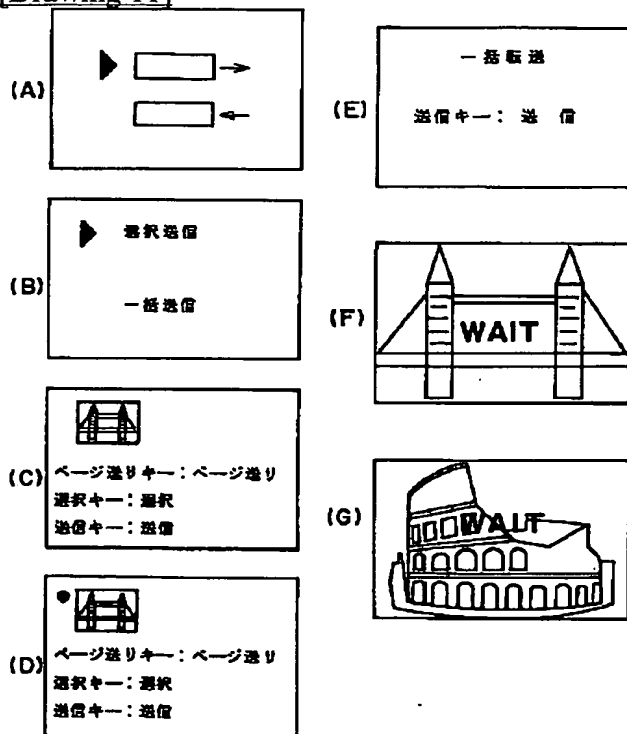 [Drawing 11]
(A)
(B)
選択送信
一括送信
(C)
ページ送りキー:ページ送り
選択キー:選択
送信キー:送信
(D)
ページ送りキー:ページ送り
選択キー:選択
送信キー:送信
(E)
一括転送
送信キー: 送 信
(F)
WAIT
(G)
WAIT